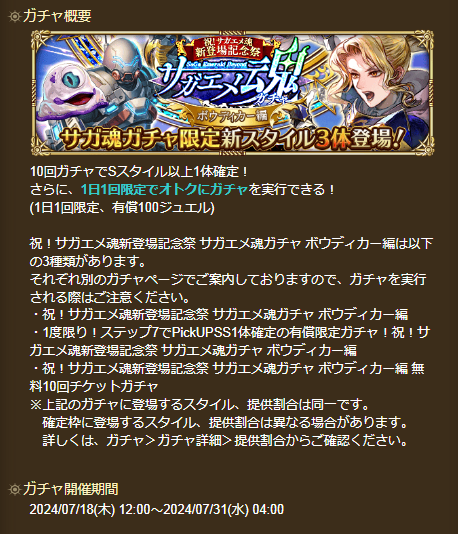 ガチャ概要
祝!サガエメ魂
新登場記念祭
SaGa Emerald Beyond
サガエメ魂
ガチャ
ボウディカー編
サガ魂ガチャ限定新スタイル3体登場!
10回ガチャでSスタイル以上1体確定!
さらに、1日1回限定でオトクにガチャを実行できる!
(1日1回限定、有償100ジュエル)
祝!サガエメ魂新登場記念祭 サガエメ魂ガチャ ボウディカー編は以下
の3種類があります。
それぞれ別のガチャページでご案内しておりますので、ガチャを実行
される際はご注意ください。
・祝!サガエメ魂新登場記念祭 サガエメ魂ガチャ ボウディカー編
・1度限り!ステップ7でPickUPSS1体確定の有償限定ガチャ!祝!サ
ガエメ魂新登場記念祭 サガエメ魂ガチャ ボウディカー編
・祝!サガエメ魂新登場記念祭 サガエメ魂ガチャ ボウディカー編 無
料10回チケットガチャ
※上記のガチャに登場するスタイル、提供割合は同一です。
確定枠に登場するスタイル、提供割合は異なる場合があります。
詳しくは、ガチャ>ガチャ詳細>提供割合からご確認ください。
ガチャ開催期間
2024/07/18(木) 12:00～2024/07/31(水) 04:00